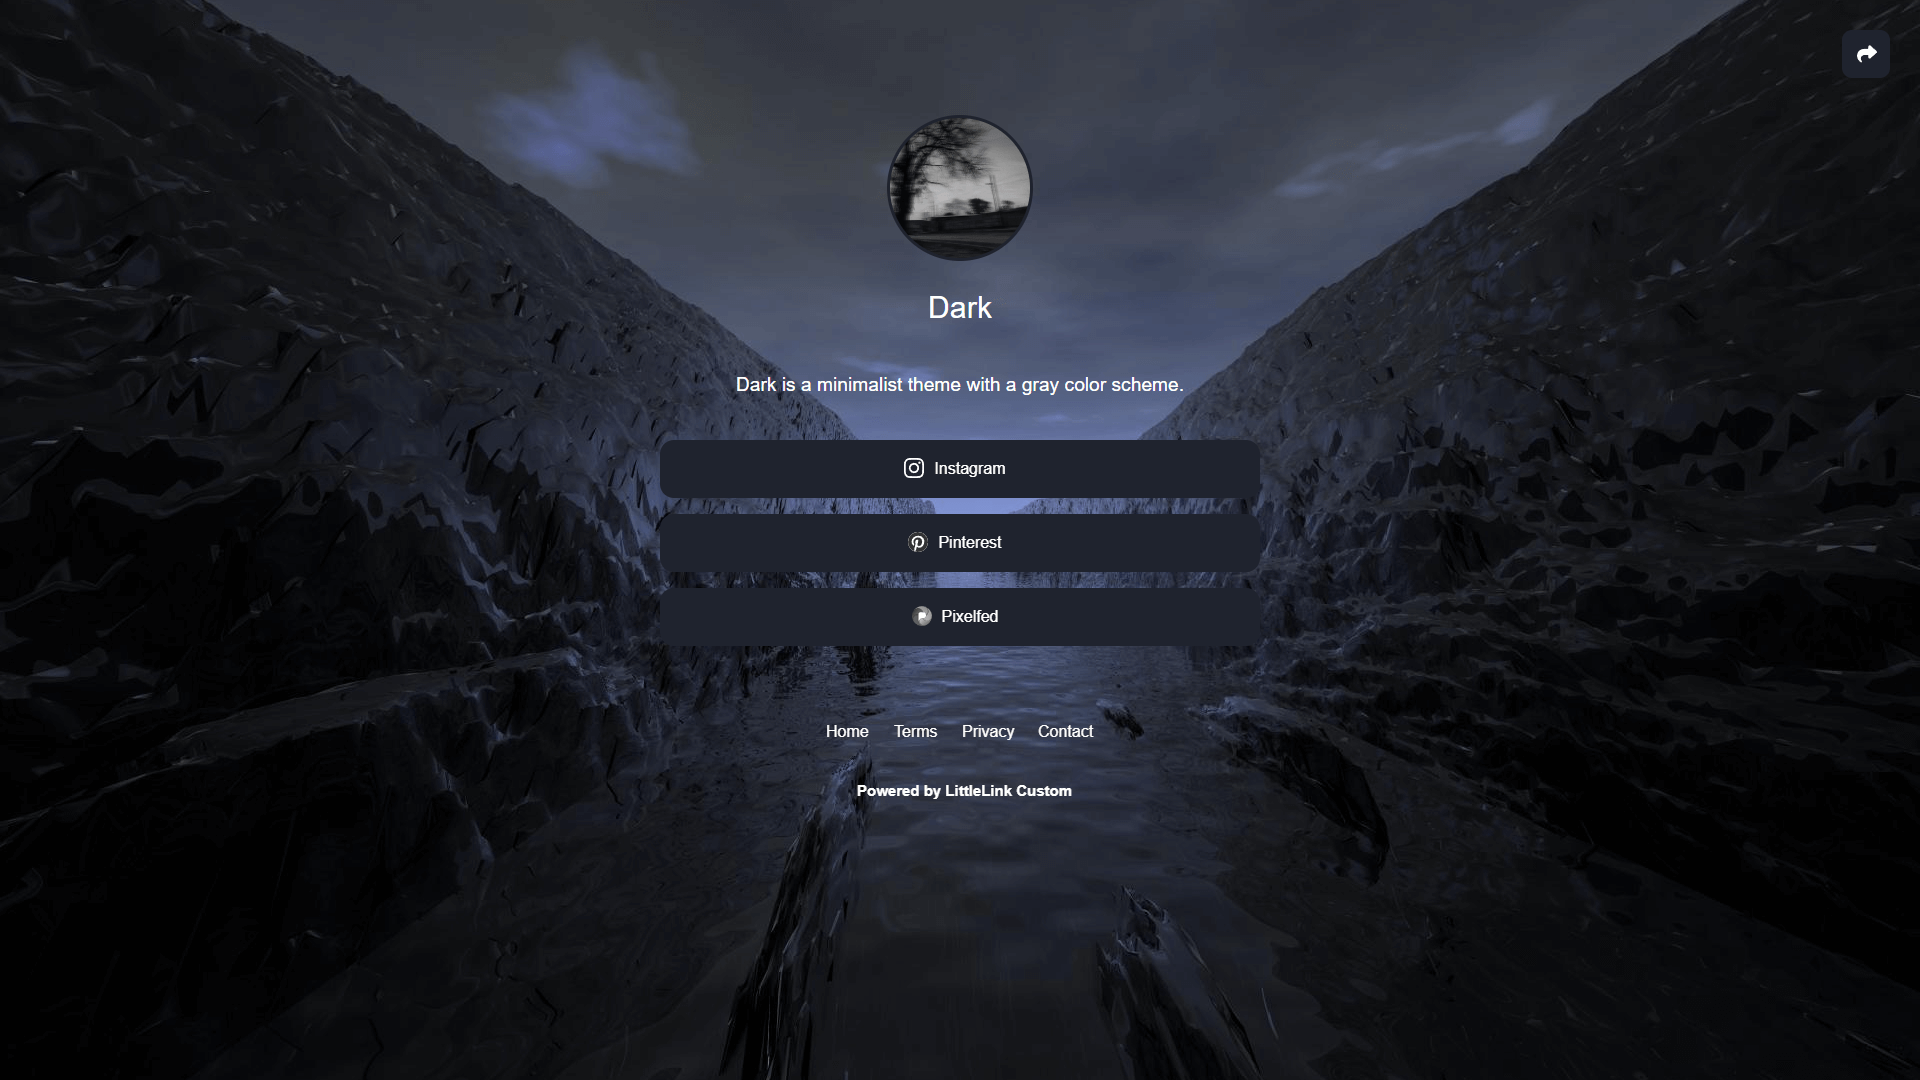 Dark
Dark is a minimalist theme with a gray color scheme.
Instagram
Pinterest
Pixelfed
Home Terms Privacy Contact
Powered by LittleLink Custom